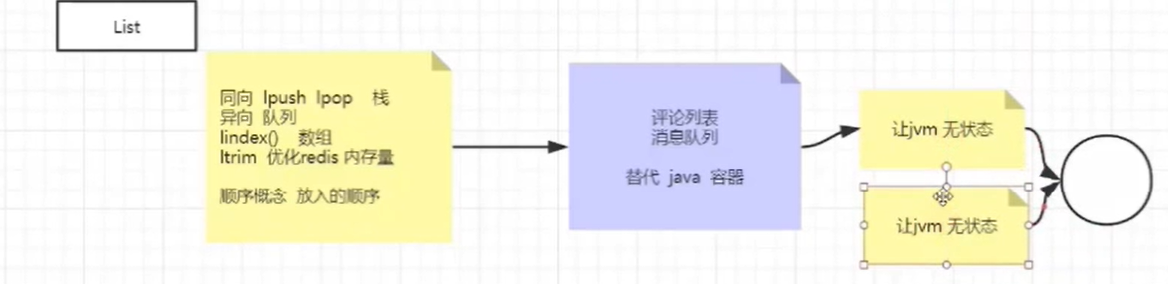 List
同向 lpush lpop 栈
异向 队列
lindex() 数组
ltrim 优化redis 内存量
顺序概念 放入的顺序
评论列表
消息队列
替代 java 容器
让jvm 无状态
让jvm 无状态